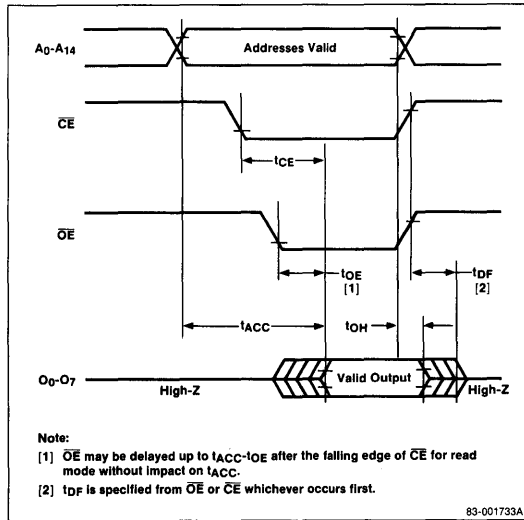 A0-A14
Addresses Valid
CE
tCE
OE
tOE
[1]
tDF
[2]
tACC
tOH
O0-O7
High-Z
Valid Output
High-Z
Note:
[1] OE may be delayed up to tACC-tOE after the falling edge of CE for read
mode without impact on tACC.
[2] tDF is specified from OE or CE whichever occurs first.
83-001733A